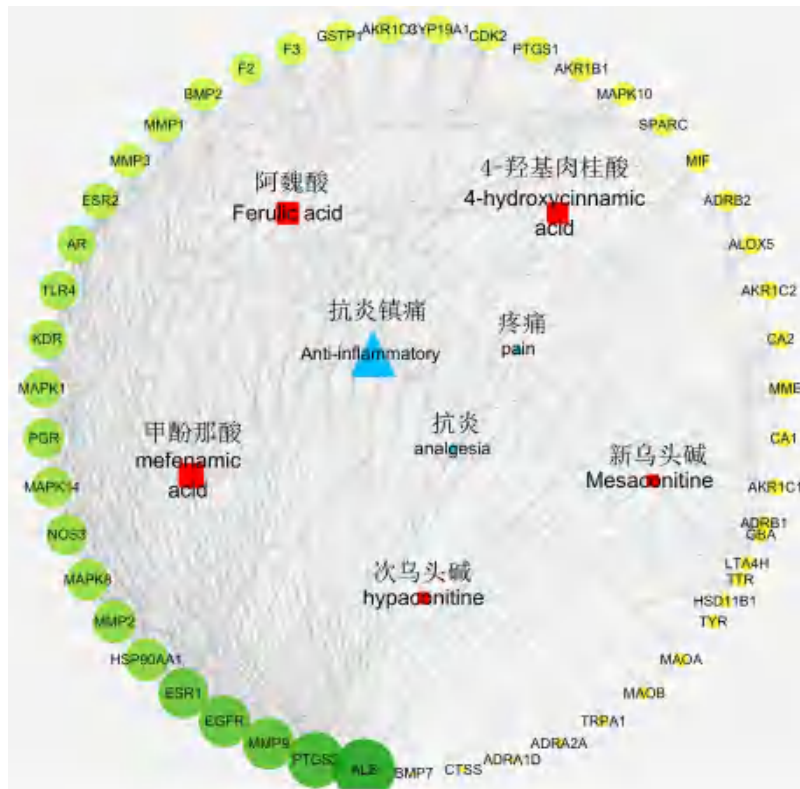 AKR1C3
CYP19A1
GSTP1
CDK2
F3
PTGS1
F2
AKR1B1
BMP2
MAPK10
MMP1
SPARC
MMP3
MIF
阿魏酸
Ferulic acid
4-羟基肉桂酸
4-hydroxycinnamic
acid
ESR2
ADRB2
AR
ALOX5
TLR4
AKR1C2
抗炎镇痛
Anti-inflammatory
疼痛
pain
KDR
CA2
MAPK1
MME
甲酚那酸
mefenamic
acid
抗炎
analgesia
新乌头碱
Mesaconitine
PGR
CA1
MAPK14
AKR1C1
NOS3
ADRB1
GBA
LTA4H
TTR
MAPK8
次乌头碱
hypaconitine
HSD11B1
MMP2
TYR
HSP90AA1
MAOA
ESR1
MAOB
EGFR
TRPA1
MMP9
ADRA2A
PTGS2
ADRA1D
ALB
BMP7
CTSS